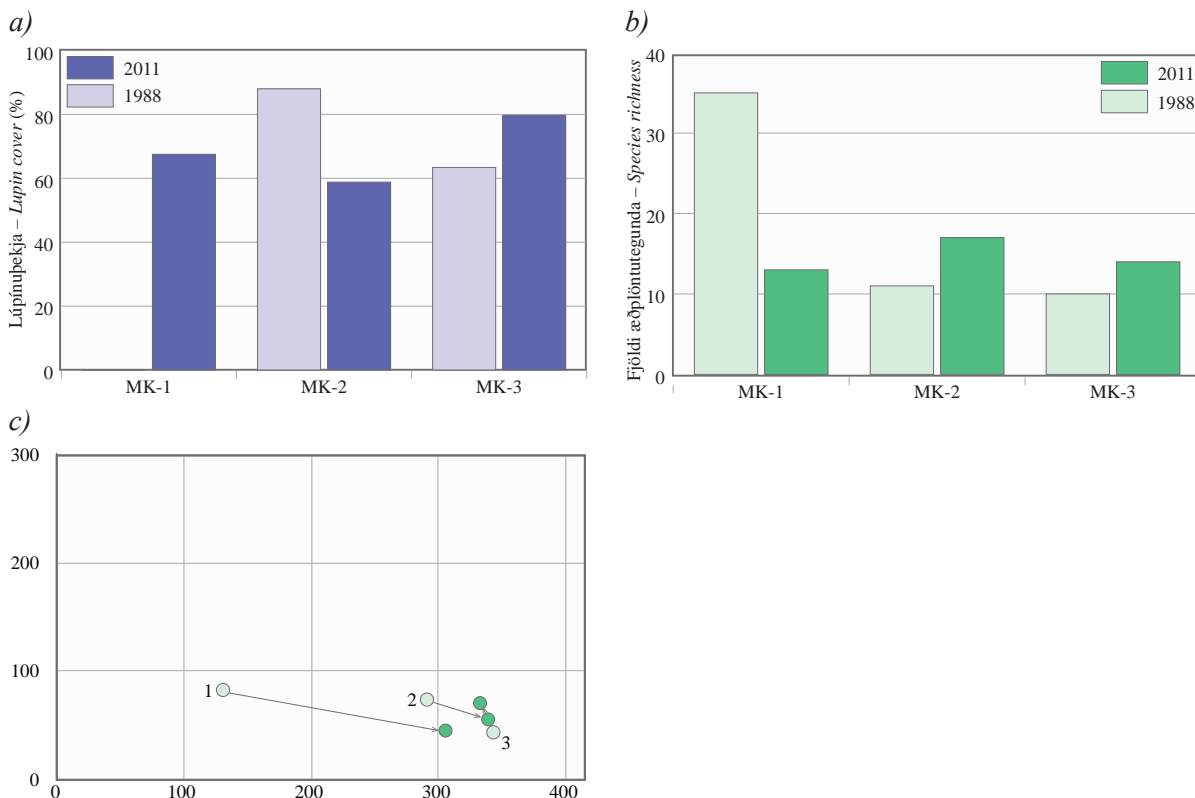 a)
Lúpínuþekja – Lupin cover (%)
100
80
60
40
20
0
2011
1988
MK-1 MK-2 MK-3
b)
Fjöldi æðplöntutegunda – Species richness
40
30
20
10
0
2011
1988
MK-1 MK-2 MK-3
c)
300
200
100
0
1
2
3
0 100 200 300 400